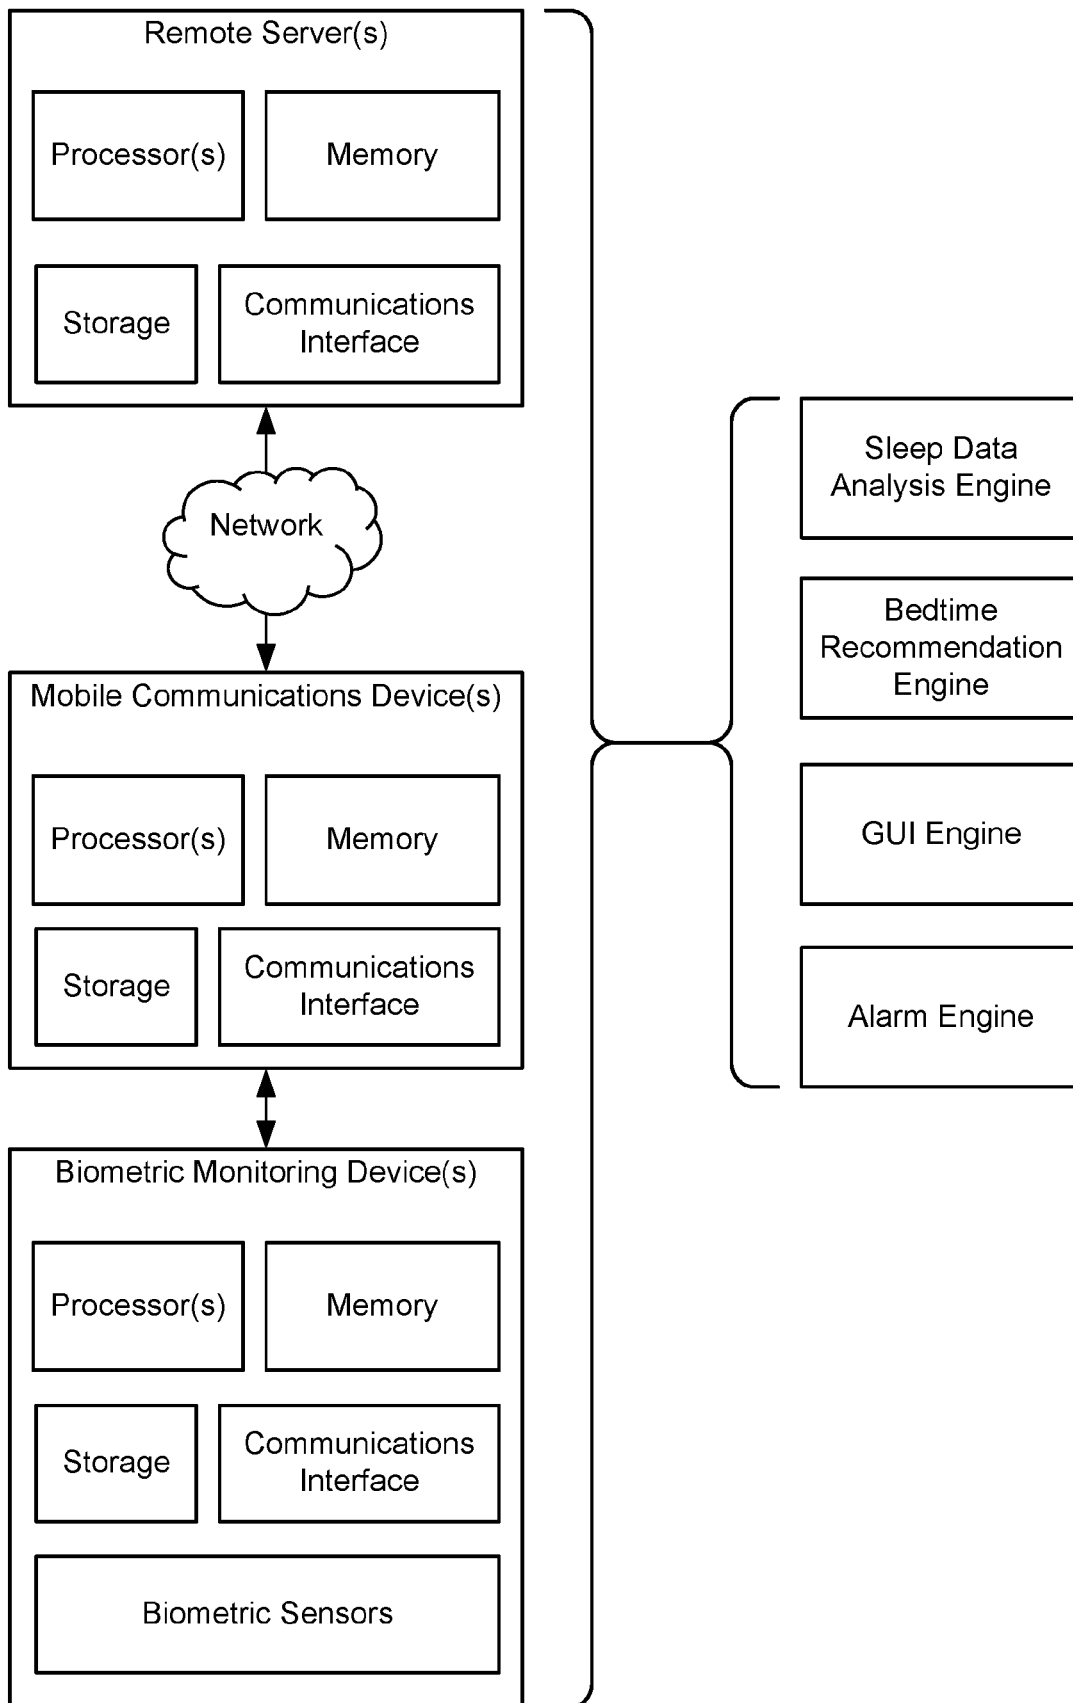 Remote Server(s)
Processor(s)
Memory
Storage
Communications
Interface
Network
Mobile Communications Device(s)
Processor(s)
Memory
Storage
Communications
Interface
Biometric Monitoring Device(s)
Processor(s)
Memory
Storage
Communications
Interface
Biometric Sensors
Sleep Data
Analysis Engine
Bedtime
Recommendation
Engine
GUI Engine
Alarm Engine